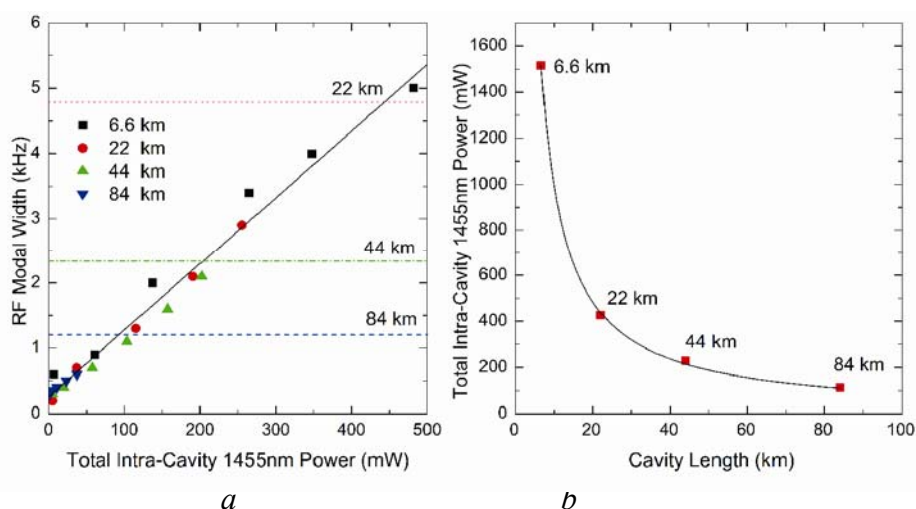 6
5
4
3
2
1
0
0
100
200
300
400
500
RF Modal Width (kHz)
Total Intra-Cavity 1455nm Power (mW)
22 km
6.6 km
22 km
44 km
84 km
44 km
84 km
a
1600
1400
1200
1000
800
600
400
200
0
0
20
40
60
80
100
Total Intra-Cavity 1455nm Power (mW)
Cavity Length (km)
6.6 km
22 km
44 km
84 km
b